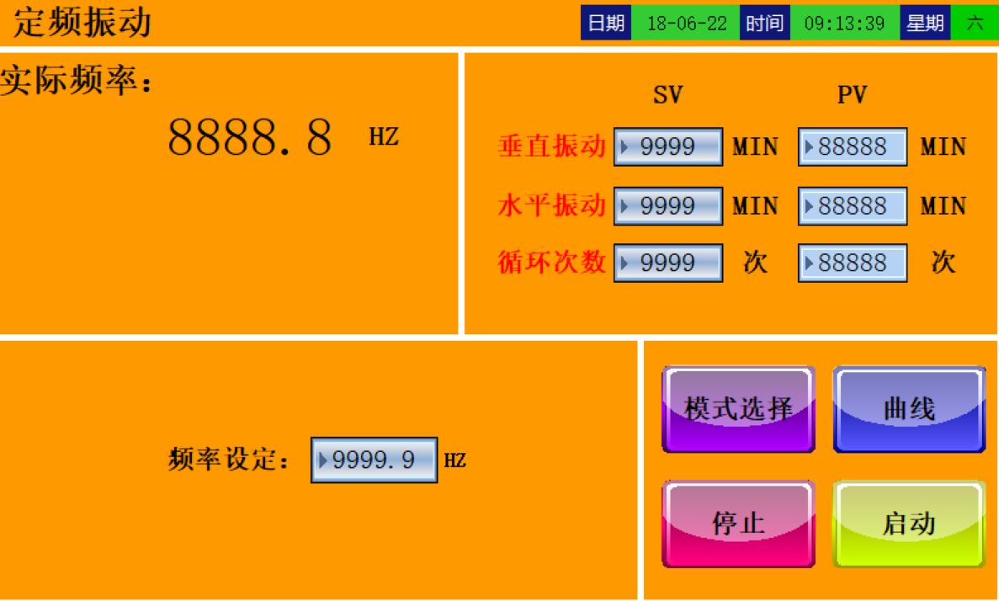 定频振动
日期 18-06-22 时间 09:13:39 星期 六
实际频率：
8888.8 HZ
SV PV
垂直振动 9999 MIN 88888 MIN
水平振动 9999 MIN 88888 MIN
循环次数 9999 次 88888 次
频率设定： 9999.9 HZ
模式选择 曲线
停止 启动